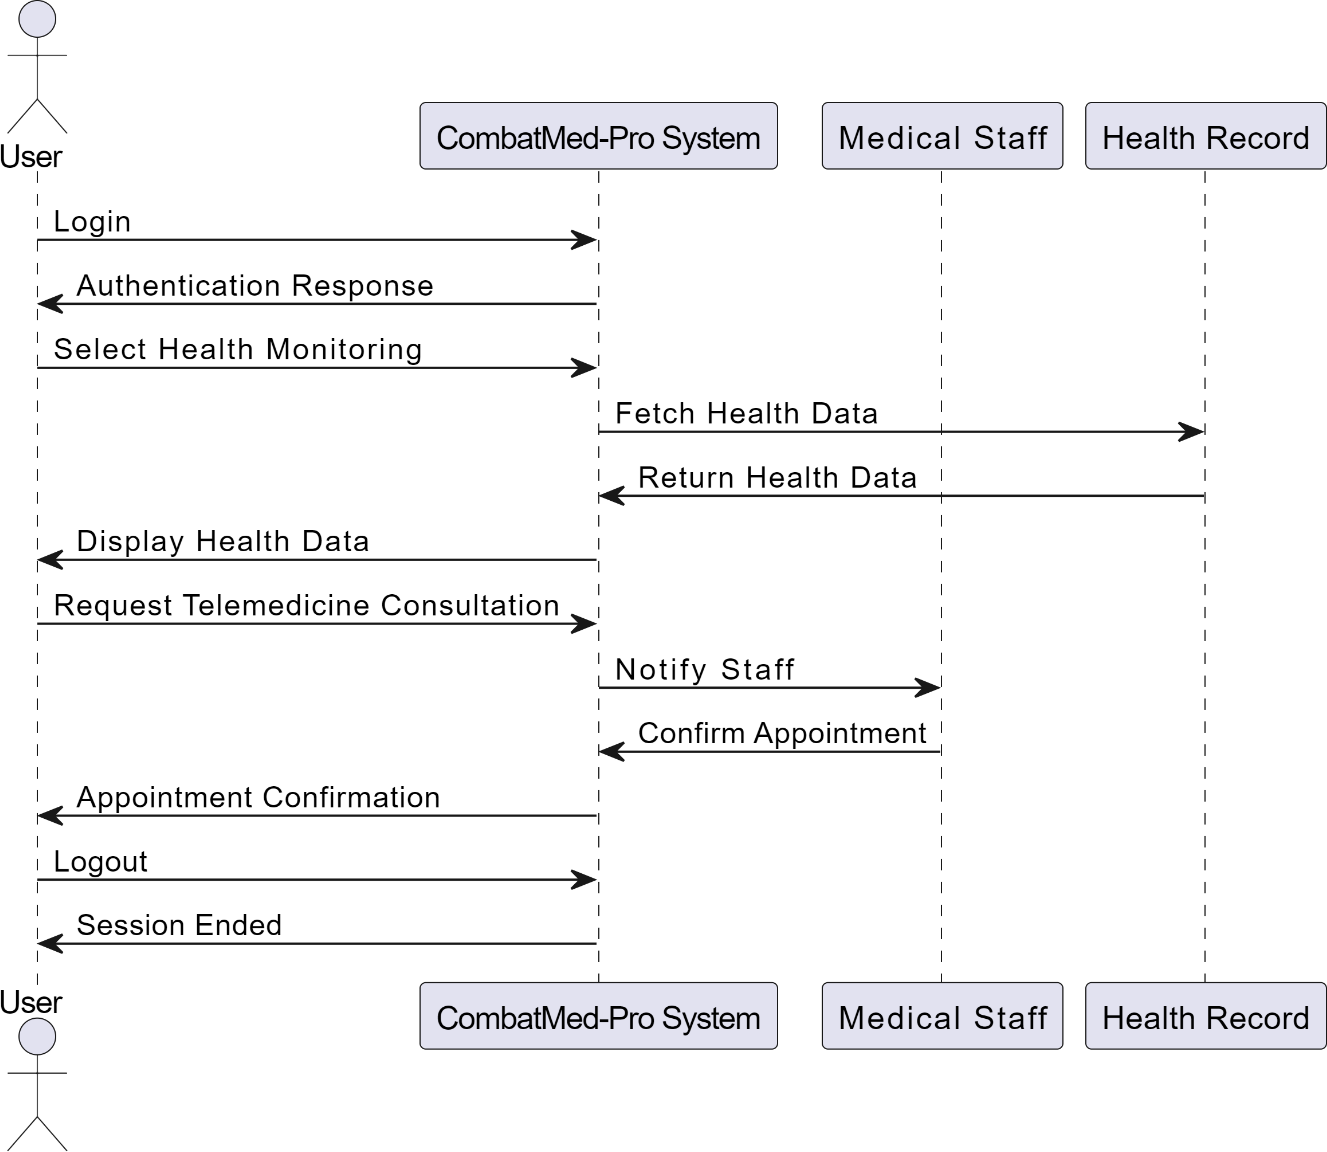 User
CombatMed-Pro System
Medical Staff
Health Record
Login
Authentication Response
Select Health Monitoring
Fetch Health Data
Return Health Data
Display Health Data
Request Telemedicine Consultation
Notify Staff
Confirm Appointment
Appointment Confirmation
Logout
Session Ended
User
CombatMed-Pro System
Medical Staff
Health Record